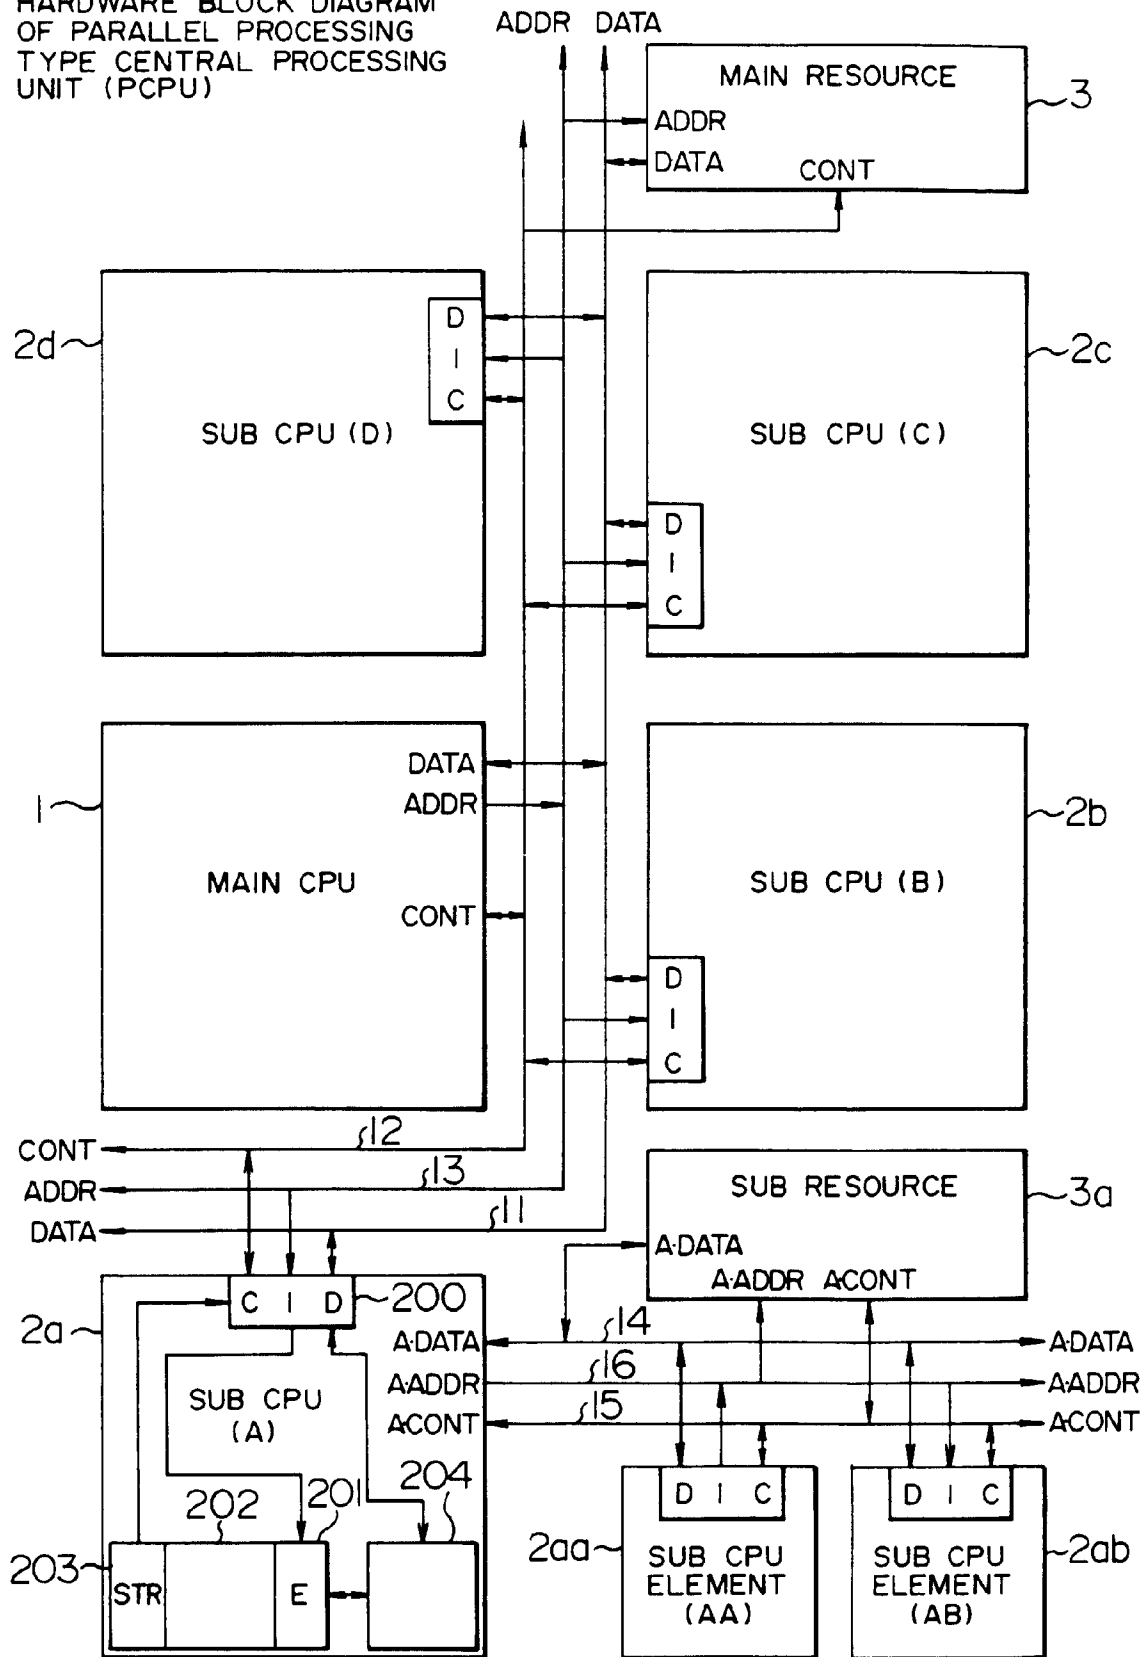 HARDWARE BLOCK DIAGRAM
OF PARALLEL PROCESSING
TYPE CENTRAL PROCESSING
UNIT (PCPU)
ADDR DATA
MAIN RESOURCE
3
ADDR
DATA
CONT
2d
D
I
C
SUB CPU (D)
2c
SUB CPU (C)
D
I
C
1
DATA
ADDR
MAIN CPU
CONT
2b
SUB CPU (B)
D
I
C
CONT
12
ADDR
13
DATA
11
SUB RESOURCE
3a
A·DATA
A·ADDR A·CONT
2a
C I D
200
SUB CPU
(A)
A·DATA
A·ADDR
A·CONT
14
16
15
A·DATA
A·ADDR
A·CONT
202
201
204
203
STR
E
2aa
D I C
SUB CPU
ELEMENT
(AA)
D I C
SUB CPU
ELEMENT
(AB)
2ab